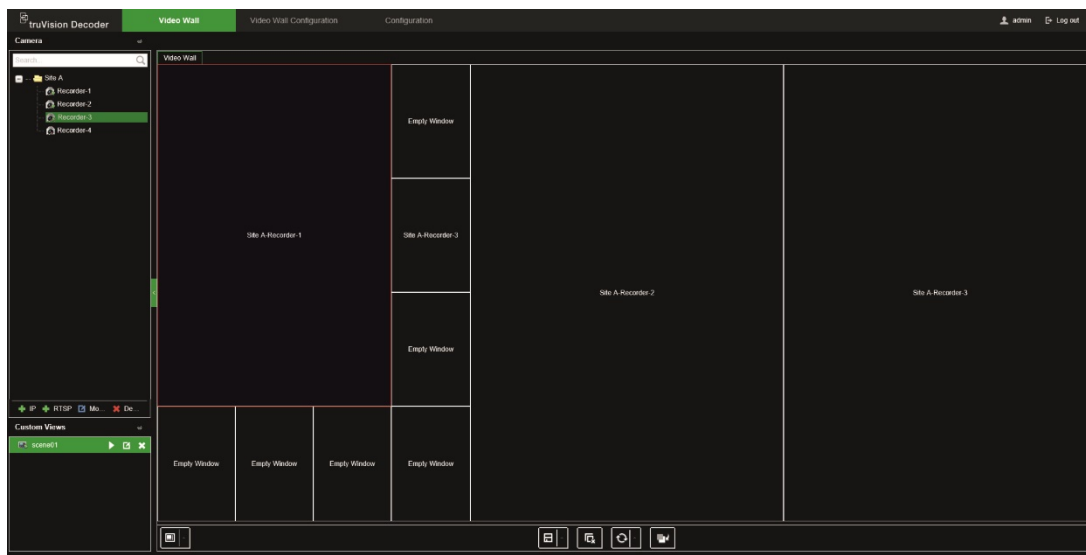 truVision Decoder
Video Wall
Video Wall Configuration
Configuration
admin
Log out
Camera
Search
Site A
Recorder-1
Recorder-2
Recorder-3
Recorder-4
IP
RTSP
Mo...
De...
Custom Views
scene01
Video Wall
Site A-Recorder-1
Empty Window
Site A-Recorder-3
Empty Window
Empty Window
Empty Window
Empty Window
Empty Window
Site A-Recorder-2
Site A-Recorder-3